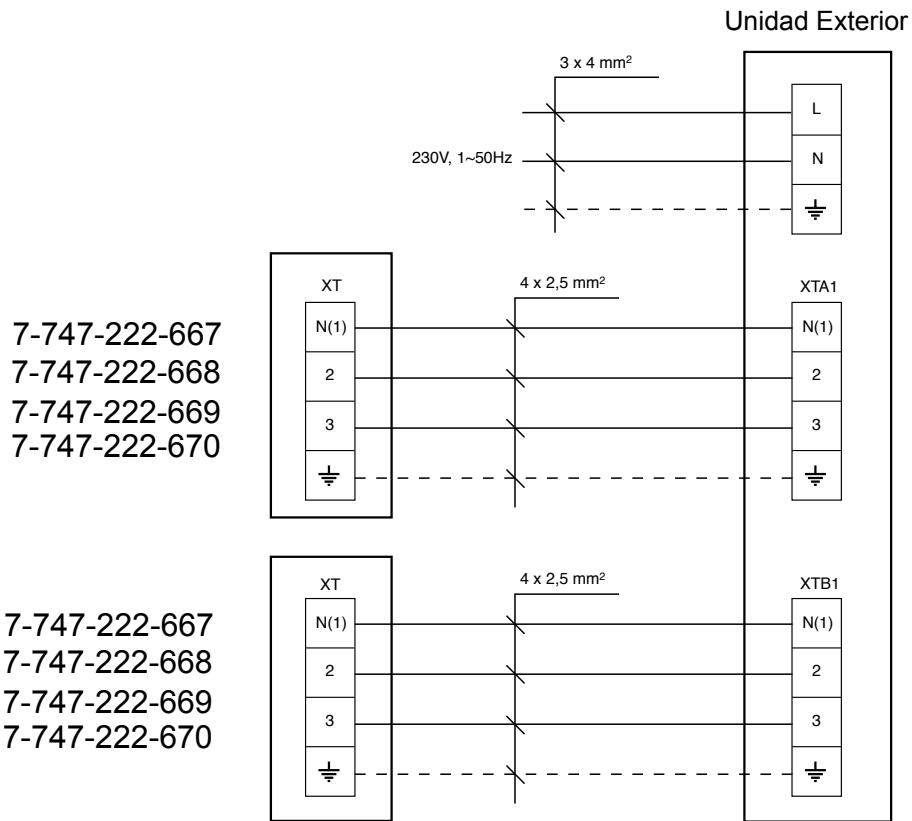 Unidad Exterior
3 x 4 mm²
L
230V, 1~50Hz
N
XT
4 x 2,5 mm²
XTA1
7-747-222-667
7-747-222-668
7-747-222-669
7-747-222-670
N(1)
N(1)
2
2
3
3
XT
4 x 2,5 mm²
XTB1
7-747-222-667
7-747-222-668
7-747-222-669
7-747-222-670
N(1)
N(1)
2
2
3
3